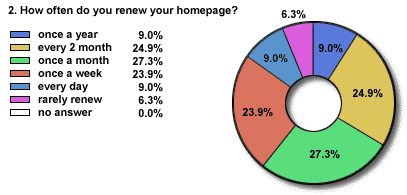 2. How often do you renew your homepage?
once a year 9.0%
every 2 month 24.9%
once a month 27.3%
once a week 23.9%
every day 9.0%
rarely renew 6.3%
no answer 0.0%
6.3%
9.0%
9.0%
24.9%
23.9%
27.3%